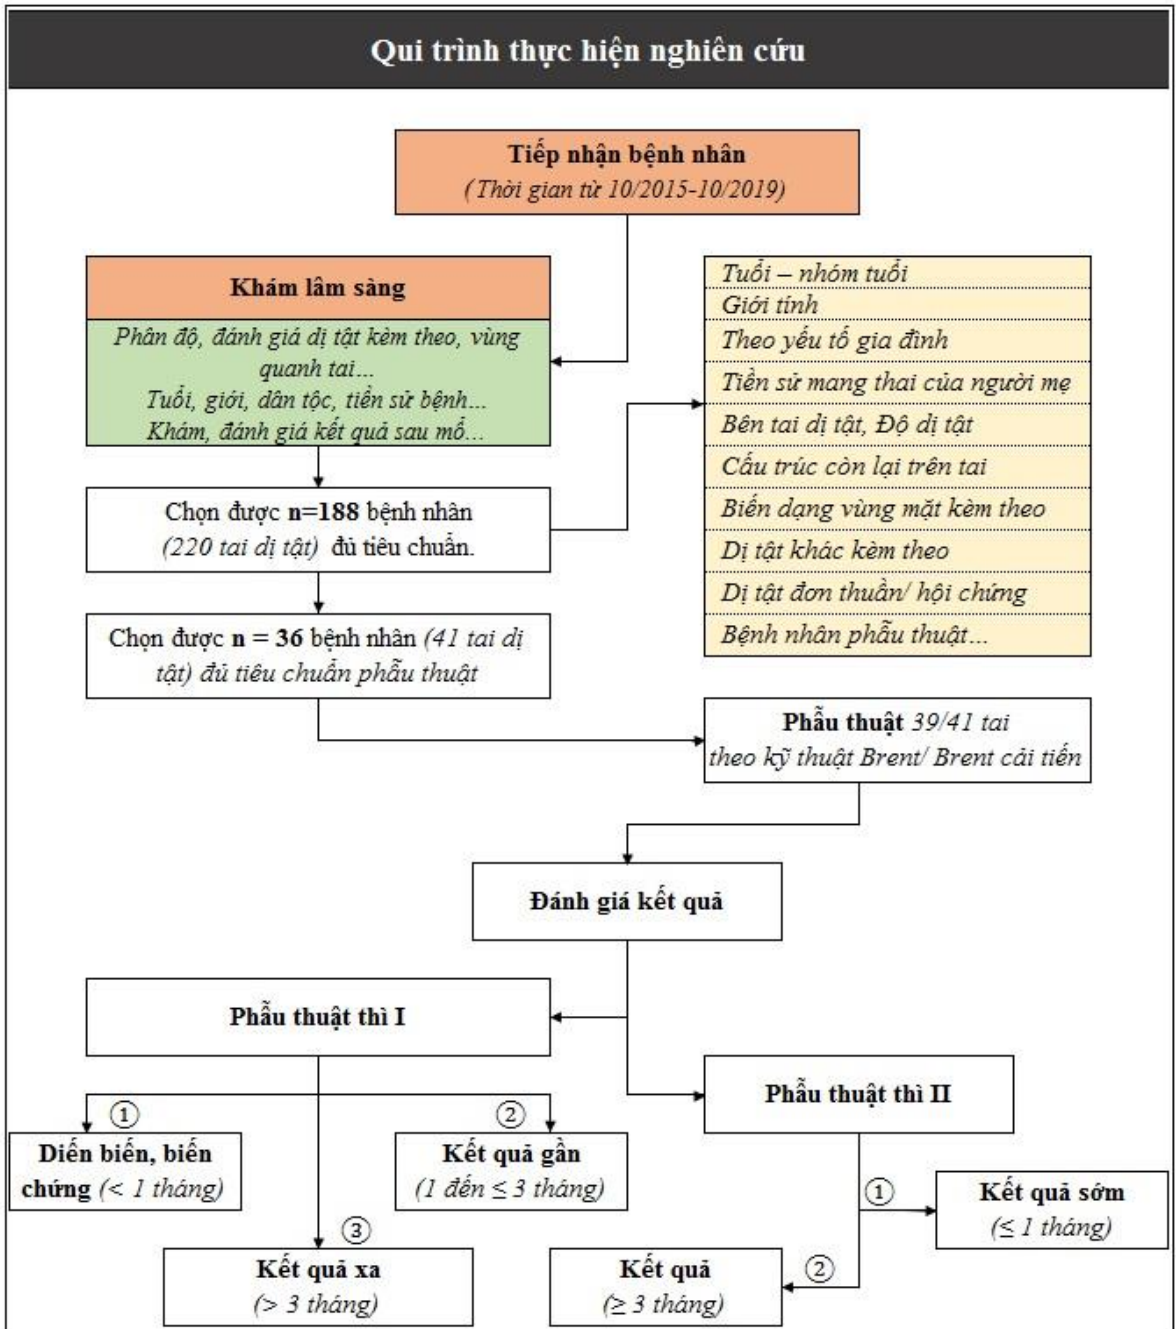 Qui trình thực hiện nghiên cứu
Tiếp nhận bệnh nhân
(Thời gian từ 10/2015-10/2019)
Khám lâm sàng
Phân độ, đánh giá dị tật kèm theo, vùng
quanh tai...
Tuổi, giới, dân tộc, tiền sử bệnh...
Khám, đánh giá kết quả sau mổ...
Tuổi – nhóm tuổi
Giới tính
Theo yếu tố gia đình
Tiền sử mang thai của người mẹ
Bên tai dị tật, Độ dị tật
Cấu trúc còn lại trên tai
Biến dạng vùng mặt kèm theo
Dị tật khác kèm theo
Dị tật đơn thuần/ hội chứng
Bệnh nhân phẫu thuật...
Chọn được n=188 bệnh nhân
(220 tai dị tật) đủ tiêu chuẩn.
Chọn được n = 36 bệnh nhân (41 tai dị
tật) đủ tiêu chuẩn phẫu thuật
Phẫu thuật 39/41 tai
theo kỹ thuật Brent/ Brent cải tiến
Đánh giá kết quả
Phẫu thuật thì I
Phẫu thuật thì II
①
Diến biến, biến
chứng (< 1 tháng)
②
Kết quả gần
(1 đến ≤ 3 tháng)
③
Kết quả xa
(> 3 tháng)
①
Kết quả sớm
(≤ 1 tháng)
②
Kết quả
(≥ 3 tháng)